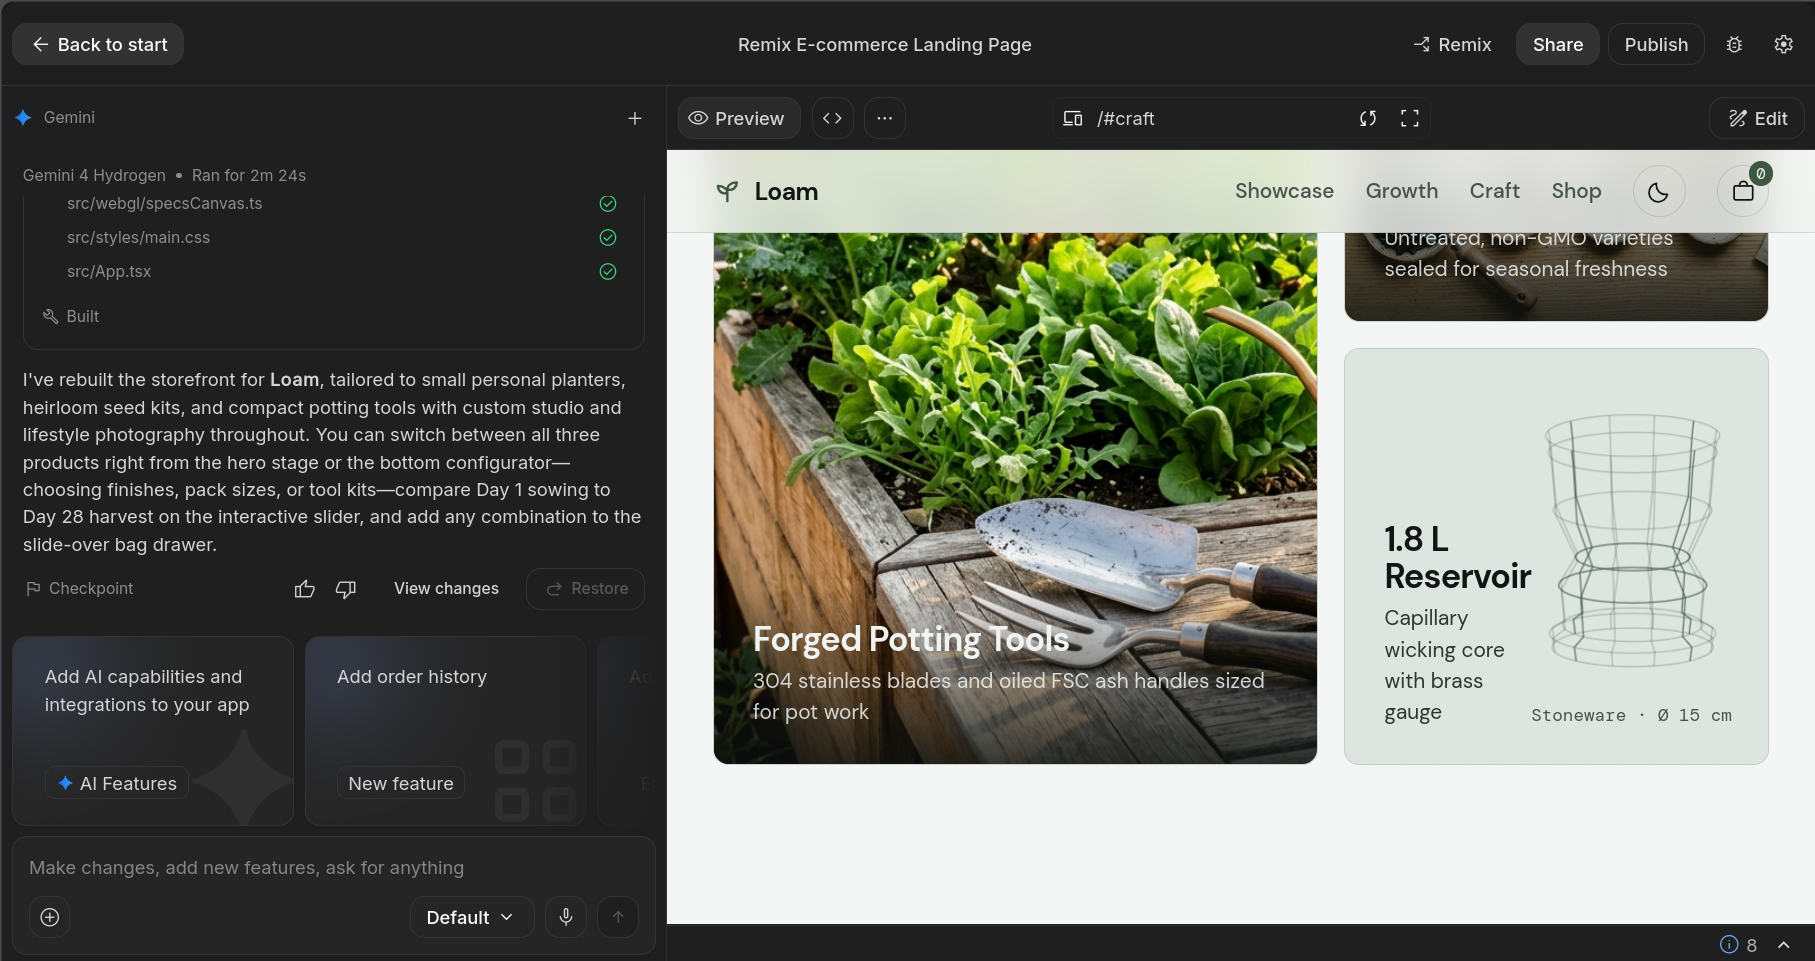 Back to start
Remix E-commerce Landing Page
Remix
Share
Publish
Gemini
Gemini 4 Hydrogen • Ran for 2m 24s
src/webgl/specsCanvas.ts
src/styles/main.css
src/App.tsx
Built
I've rebuilt the storefront for Loam, tailored to small personal planters,
heirloom seed kits, and compact potting tools with custom studio and
lifestyle photography throughout. You can switch between all three
products right from the hero stage or the bottom configurator—
choosing finishes, pack sizes, or tool kits—compare Day 1 sowing to
Day 28 harvest on the interactive slider, and add any combination to the
slide-over bag drawer.
Checkpoint
View changes
Restore
Add AI capabilities and
integrations to your app
AI Features
Add order history
New feature
Make changes, add new features, ask for anything
Default
Preview
/#craft
Edit
Loam
Showcase
Growth
Craft
Shop
0
Untreated, non-GMO varieties
sealed for seasonal freshness
Forged Potting Tools
304 stainless blades and oiled FSC ash handles sized
for pot work
1.8 L
Reservoir
Capillary
wicking core
with brass
gauge
Stoneware · Ø 15 cm
8